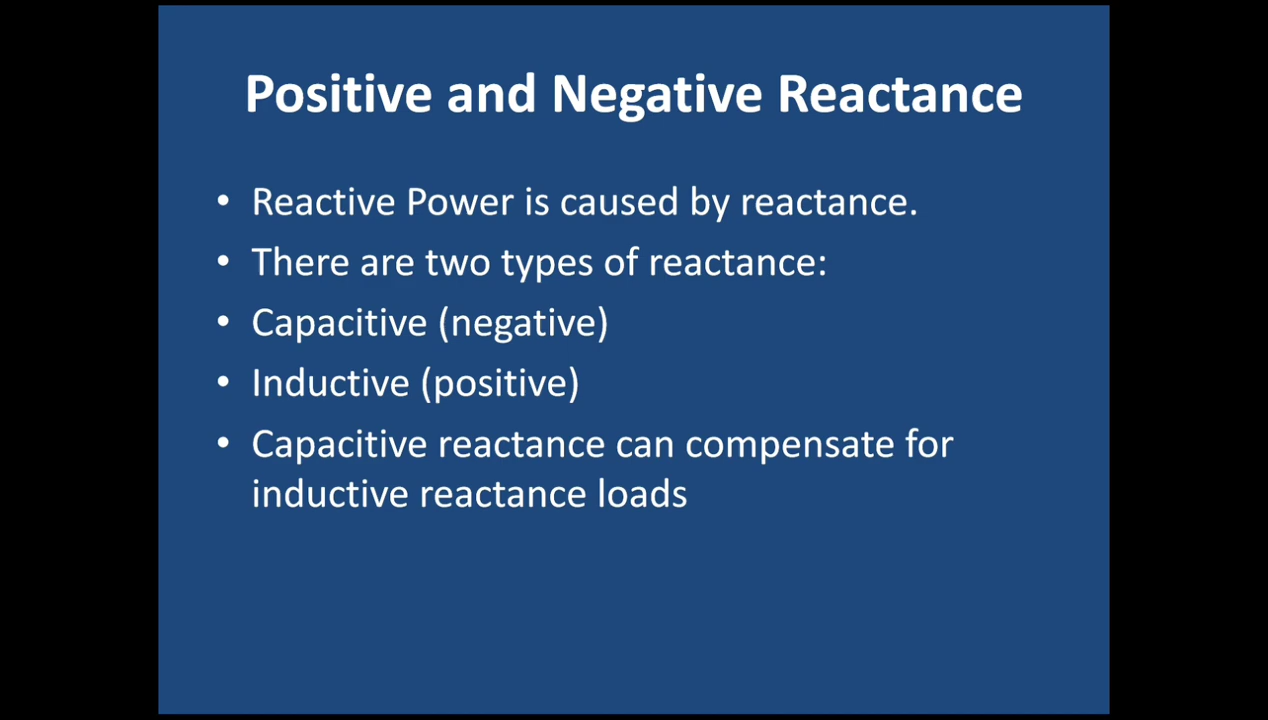 Positive and Negative Reactance
• Reactive Power is caused by reactance.
• There are two types of reactance:
• Capacitive (negative)
• Inductive (positive)
• Capacitive reactance can compensate for
inductive reactance loads